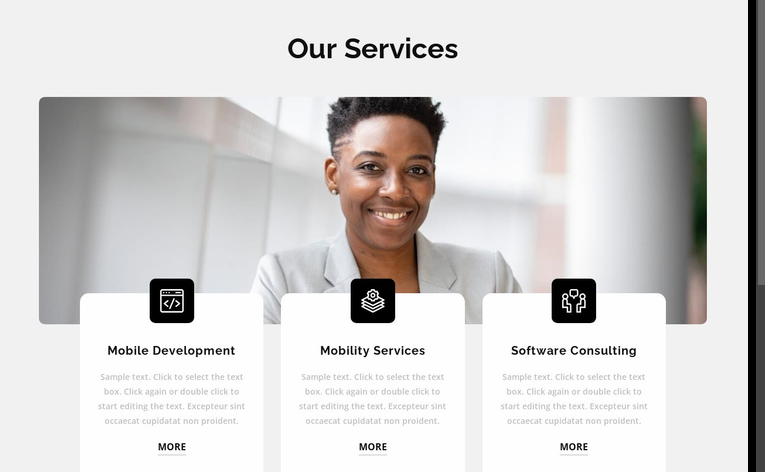 Our Services
Mobile Development
Sample text. Click to select the text
box. Click again or double click to
start editing the text. Excepteur sint
occaecat cupidatat non proident.
MORE
Mobility Services
Sample text. Click to select the text
box. Click again or double click to
start editing the text. Excepteur sint
occaecat cupidatat non proident.
MORE
Software Consulting
Sample text. Click to select the text
box. Click again or double click to
start editing the text. Excepteur sint
occaecat cupidatat non proident.
MORE